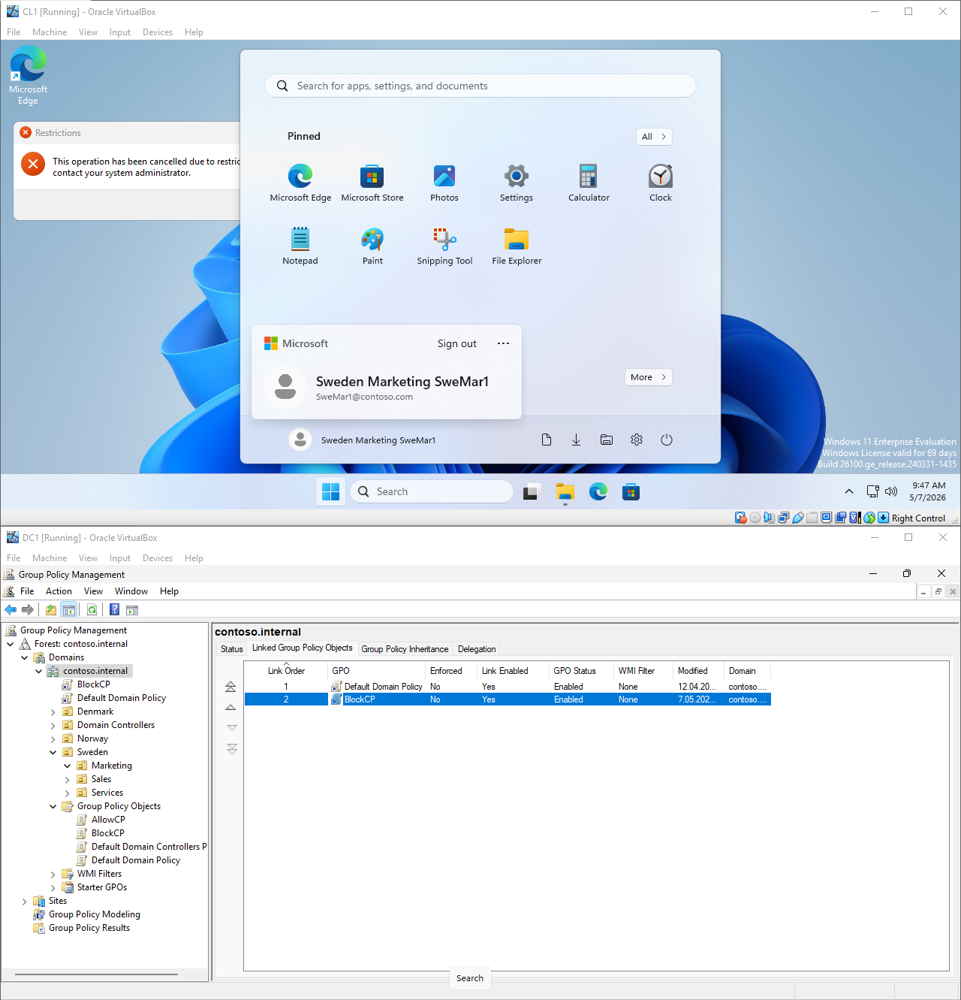 CL1 [Running] - Oracle VirtualBox
File Machine View Input Devices Help
Microsoft Edge
Restrictions
This operation has been cancelled due to
contact your system administrator.
Search for apps, settings, and documents
Pinned
All
Microsoft Edge
Microsoft Store
Photos
Settings
Calculator
Clock
Notepad
Paint
Snipping Tool
File Explorer
Microsoft
Sign out
Sweden Marketing SweMar1
SweMar1@contoso.com
More
Sweden Marketing SweMar1
Windows 11 Enterprise Evaluation
Windows License valid for 69 days
Build 26100.ge_release.240331-1435
Search
9:47 AM
5/7/2026
Right Control
DC1 [Running] - Oracle VirtualBox
File Machine View Input Devices Help
Group Policy Management
File Action View Window Help
Group Policy Management
Forest: contoso.internal
Domains
contoso.internal
BlockCP
Default Domain Policy
Denmark
Domain Controllers
Norway
Sweden
Marketing
Sales
Services
Group Policy Objects
AllowCP
BlockCP
Default Domain Controllers P
Default Domain Policy
WMI Filters
Starter GPOs
Sites
Group Policy Modeling
Group Policy Results
contoso.internal
Status Linked Group Policy Objects Group Policy Inheritance Delegation
Link Order GPO Enforced Link Enabled GPO Status WMI Filter Modified Domain
1 Default Domain Policy No Yes Enabled None 12.04.20... contoso....
2 BlockCP No Yes Enabled None 7.05.202... contoso....
Search